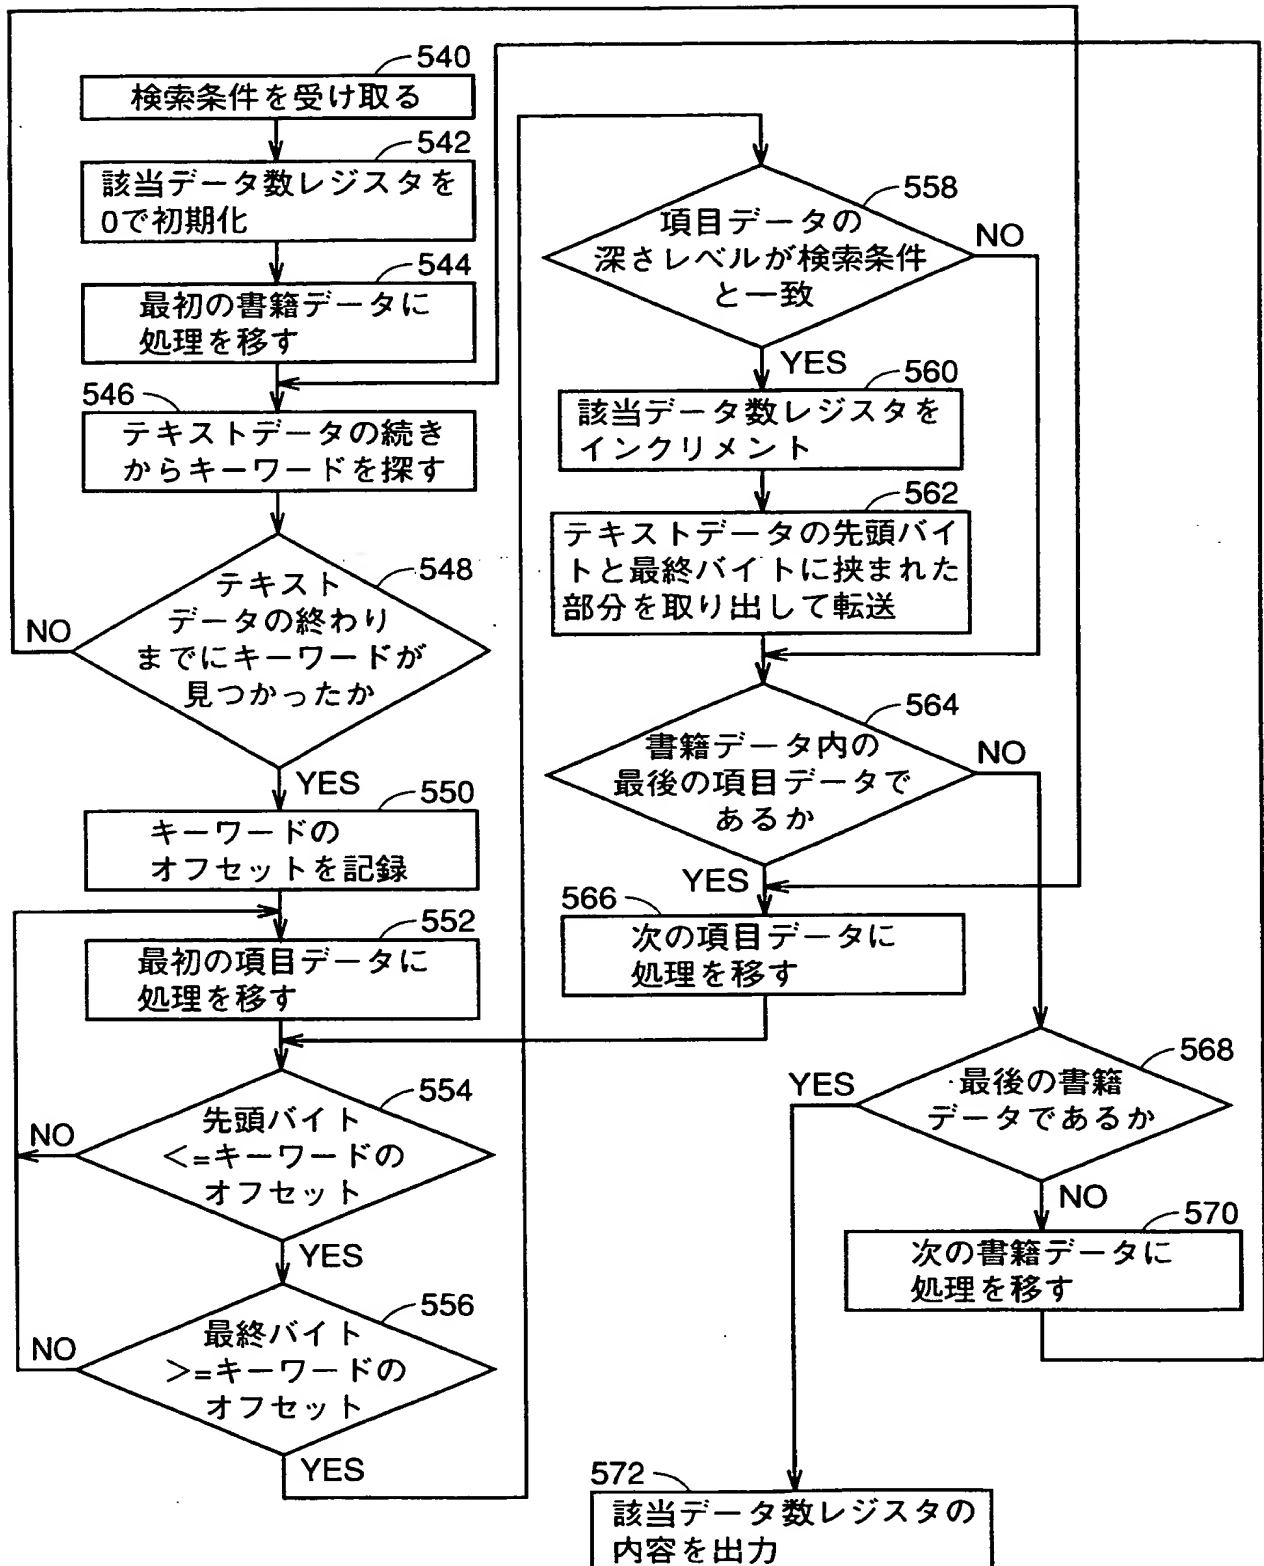 540
検索条件を受け取る
542
該当データ数レジスタを
0で初期化
544
最初の書籍データに
処理を移す
546
テキストデータの続き
からキーワードを探す
548
テキスト
データの終わり
までにキーワードが
見つかったか
NO
YES
550
キーワードの
オフセットを記録
552
最初の項目データに
処理を移す
554
先頭バイト
<=キーワードの
オフセット
NO
YES
556
最終バイト
>=キーワードの
オフセット
NO
YES
558
項目データの
深さレベルが検索条件
と一致
NO
YES
560
該当データ数レジスタを
インクリメント
562
テキストデータの先頭バイ
トと最終バイトに挟まれた
部分を取り出して転送
564
書籍データ内の
最後の項目データで
あるか
NO
YES
566
次の項目データに
処理を移す
568
最後の書籍
データであるか
YES
NO
570
次の書籍データに
処理を移す
572
該当データ数レジスタの
内容を出力